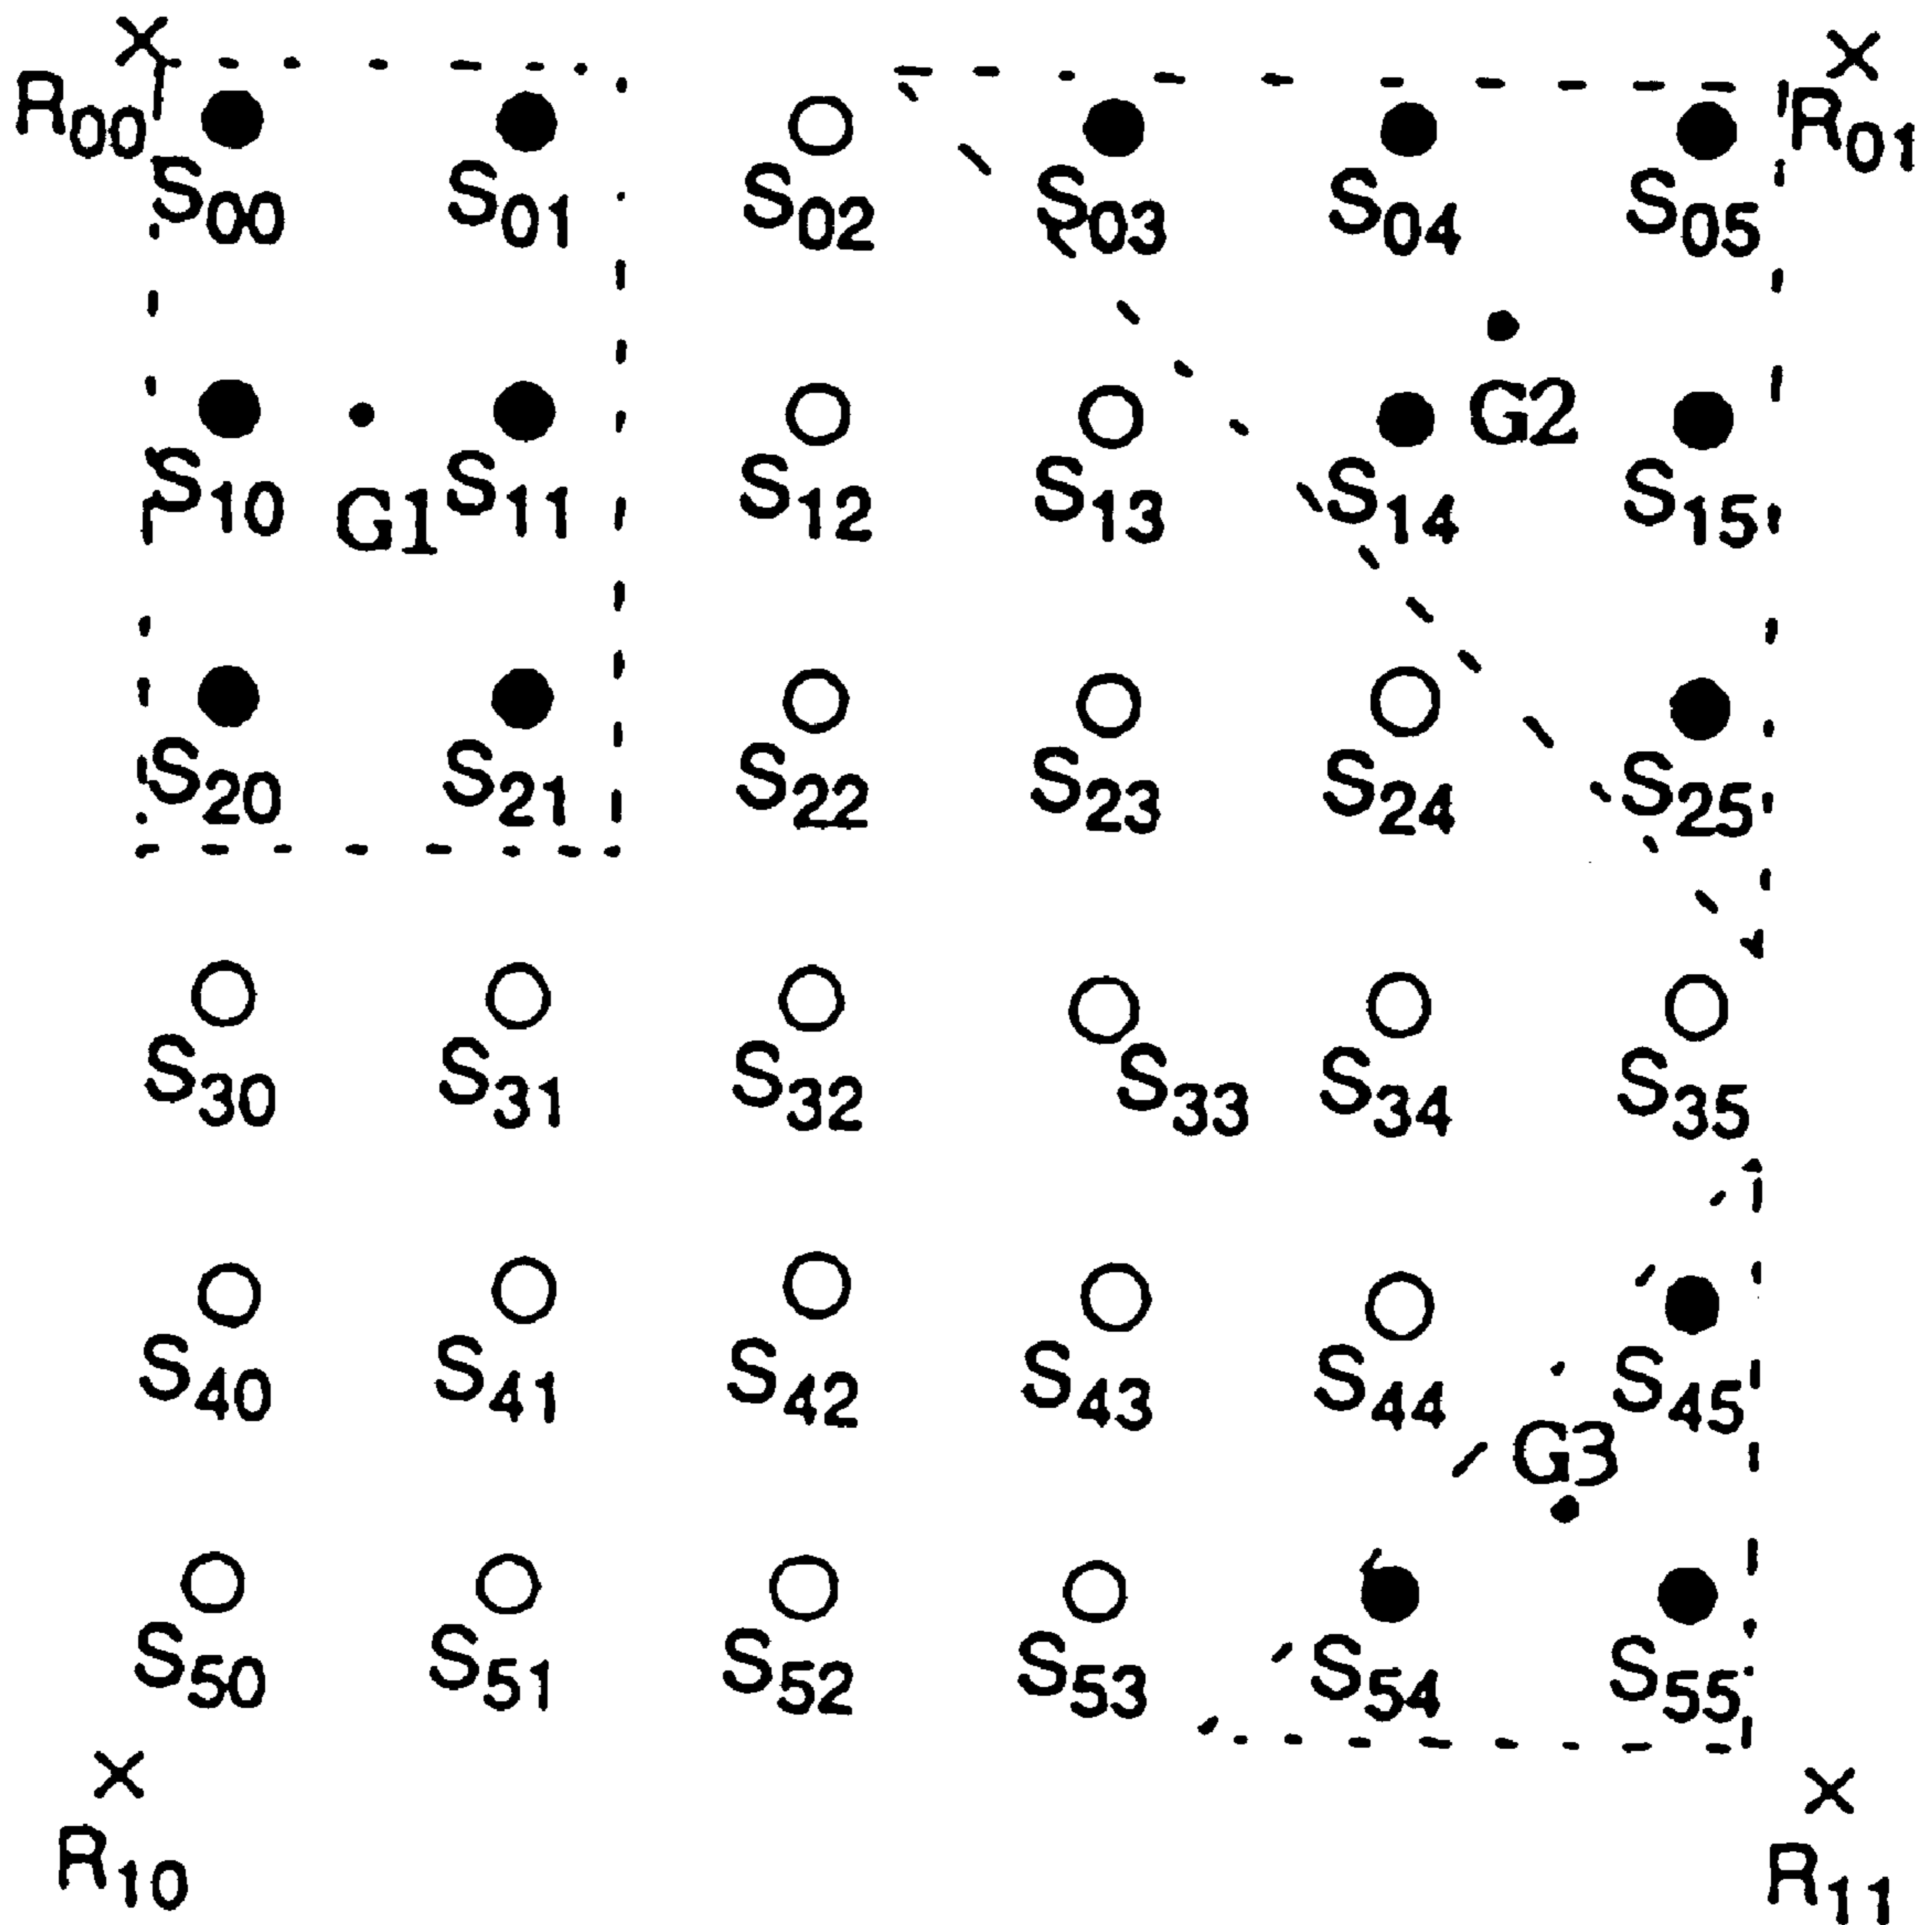 R00 R01
S00 S01 S02 S03 S04 S05
G2
S10 G1 S11 S12 S13 S14 S15
S20 S21 S22 S23 S24 S25
S30 S31 S32 S33 S34 S35
S40 S41 S42 S43 S44 S45
G3
S50 S51 S52 S53 S54 S55
R10 R11